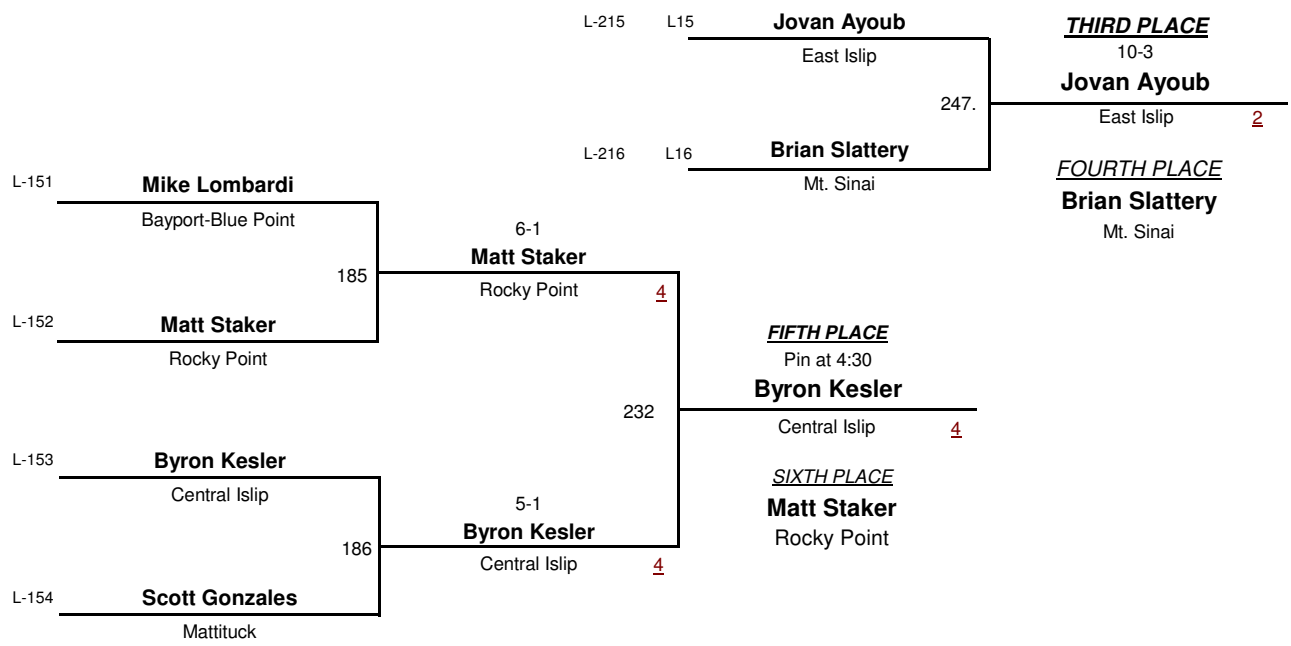 L-215 L15 Jovan Ayoub
East Islip
THIRD PLACE
10-3
247.
Jovan Ayoub
East Islip 2
L-216 L16 Brian Slattery
Mt. Sinai
FOURTH PLACE
Brian Slattery
Mt. Sinai
L-151 Mike Lombardi
Bayport-Blue Point
185
6-1
Matt Staker
Rocky Point 4
L-152 Matt Staker
Rocky Point
232
FIFTH PLACE
Pin at 4:30
Byron Kesler
Central Islip 4
L-153 Byron Kesler
Central Islip
186
5-1
Byron Kesler
Central Islip 4
SIXTH PLACE
Matt Staker
Rocky Point
L-154 Scott Gonzales
Mattituck